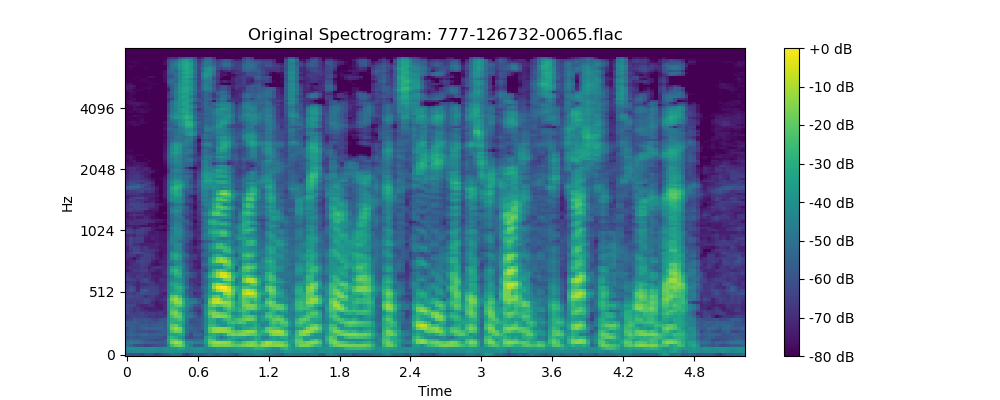 Original Spectrogram: 777-126732-0065.flac
Hz
4096
2048
1024
512
0
0 0.6 1.2 1.8 2.4 3 3.6 4.2 4.8
Time
+0 dB
-10 dB
-20 dB
-30 dB
-40 dB
-50 dB
-60 dB
-70 dB
-80 dB